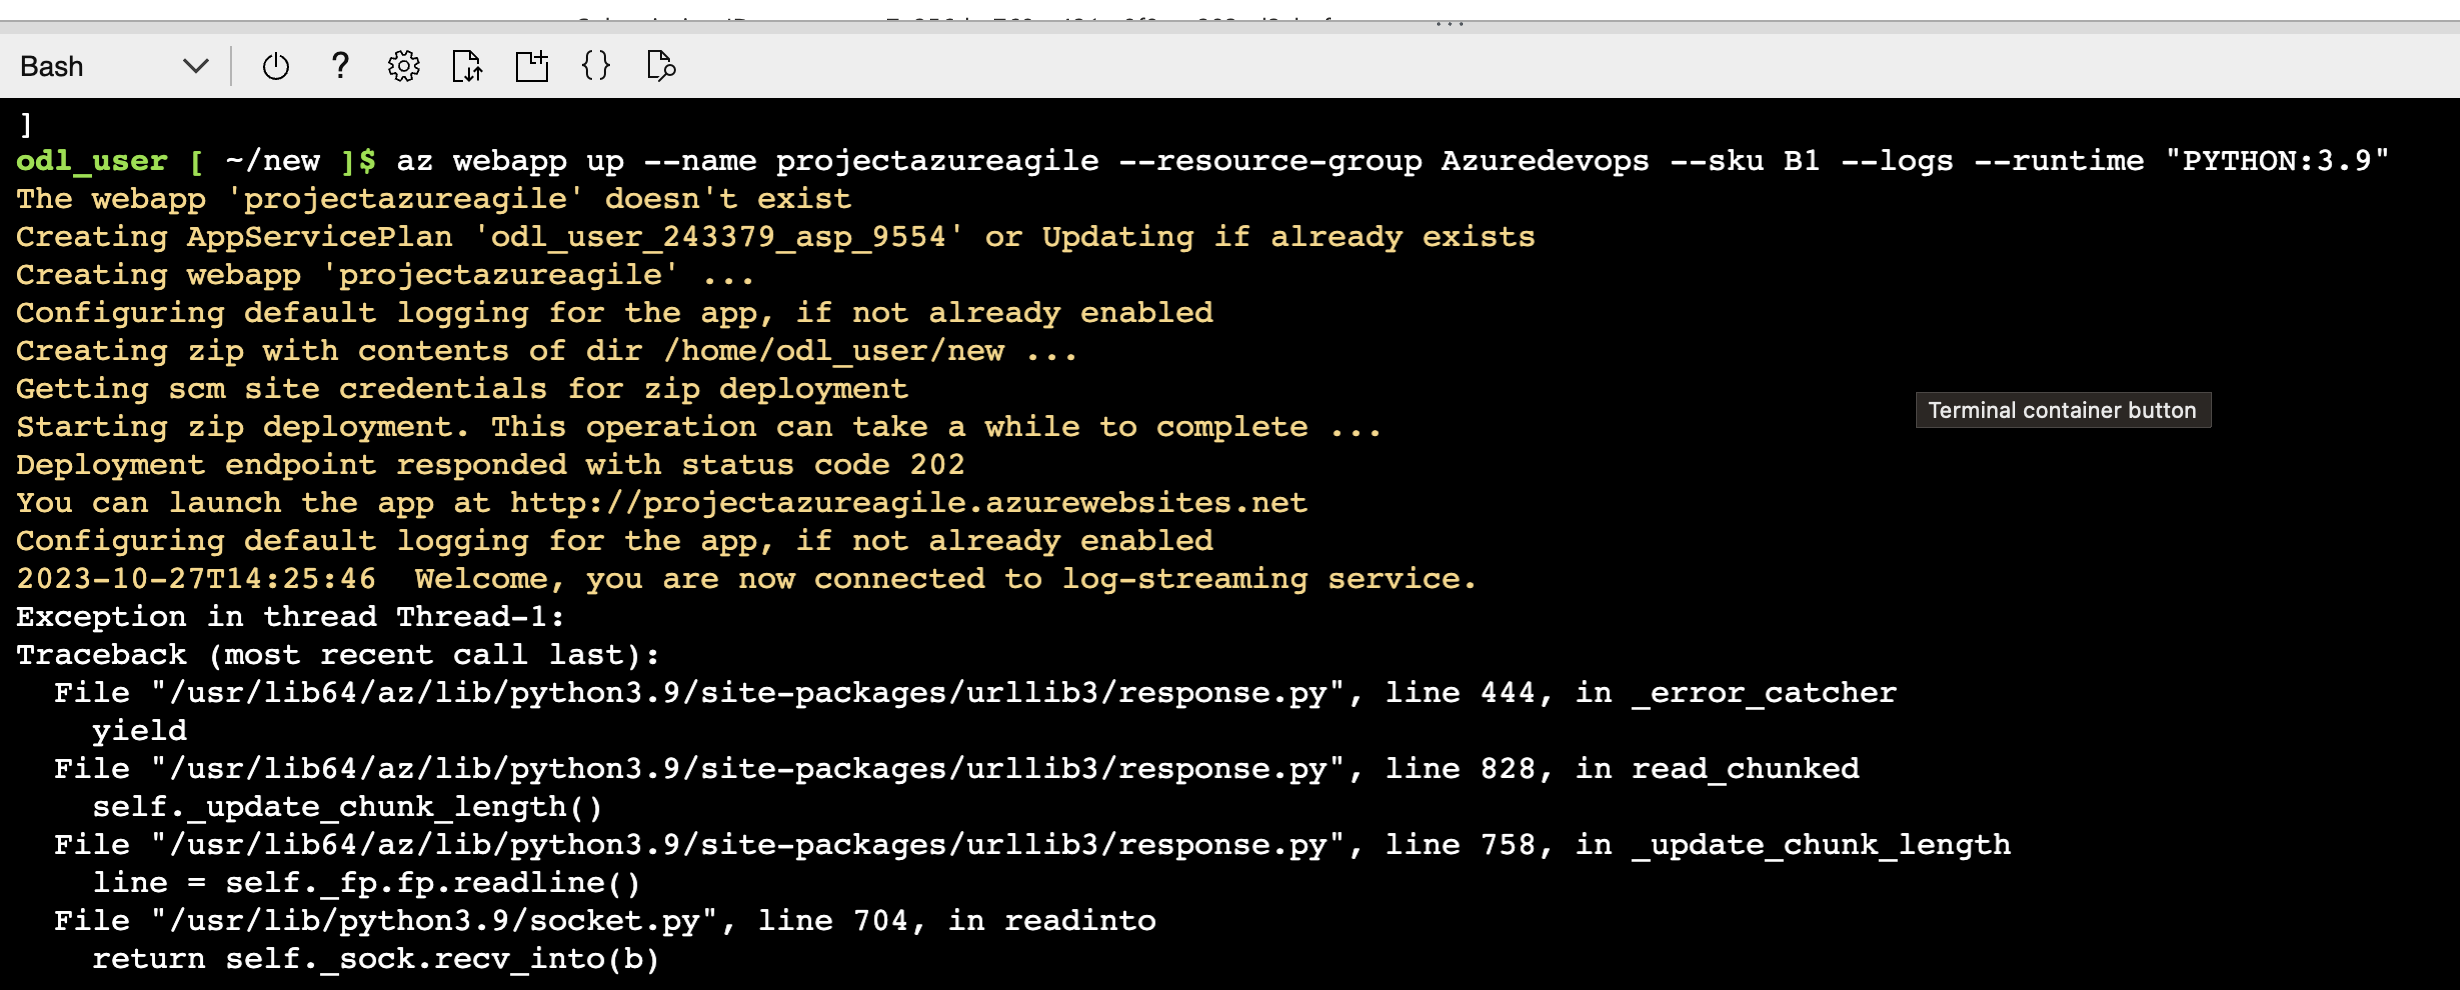 Bash
]
odl_user [ ~/new ]$ az webapp up --name projectazureagile --resource-group Azuredevops --sku B1 --logs --runtime "PYTHON:3.9"
The webapp 'projectazureagile' doesn't exist
Creating AppServicePlan 'odl_user_243379_asp_9554' or Updating if already exists
Creating webapp 'projectazureagile' ...
Configuring default logging for the app, if not already enabled
Creating zip with contents of dir /home/odl_user/new ...
Getting scm site credentials for zip deployment
Terminal container button
Starting zip deployment. This operation can take a while to complete ...
Deployment endpoint responded with status code 202
You can launch the app at http://projectazureagile.azurewebsites.net
Configuring default logging for the app, if not already enabled
2023-10-27T14:25:46  Welcome, you are now connected to log-streaming service.
Exception in thread Thread-1:
Traceback (most recent call last):
  File "/usr/lib64/az/lib/python3.9/site-packages/urllib3/response.py", line 444, in _error_catcher
    yield
  File "/usr/lib64/az/lib/python3.9/site-packages/urllib3/response.py", line 828, in read_chunked
    self._update_chunk_length()
  File "/usr/lib64/az/lib/python3.9/site-packages/urllib3/response.py", line 758, in _update_chunk_length
    line = self._fp.fp.readline()
  File "/usr/lib/python3.9/socket.py", line 704, in readinto
    return self._sock.recv_into(b)